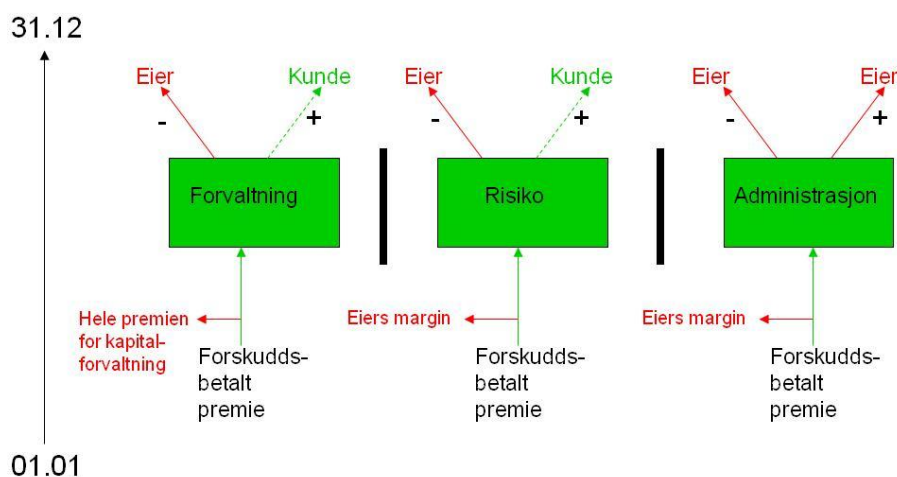 31.12
Eier
Kunde
Eier
Kunde
Eier
Eier
-
+
-
+
-
+
Forvaltning
Risiko
Administrasjon
Hele premien
for kapital-
forvaltning
Eiers margin
Eiers margin
Forskudds-
betalt
premie
Forskudds-
betalt
premie
Forskudds-
betalt
premie
01.01